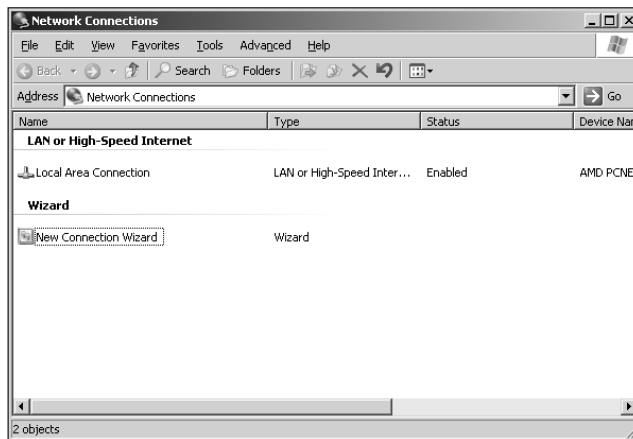 Network Connections
File Edit View Favorites Tools Advanced Help
Back Search Folders
Address Network Connections Go
Name Type Status Device Nar
LAN or High-Speed Internet
Local Area Connection LAN or High-Speed Inter... Enabled AMD PCNE
Wizard
New Connection Wizard Wizard
2 objects